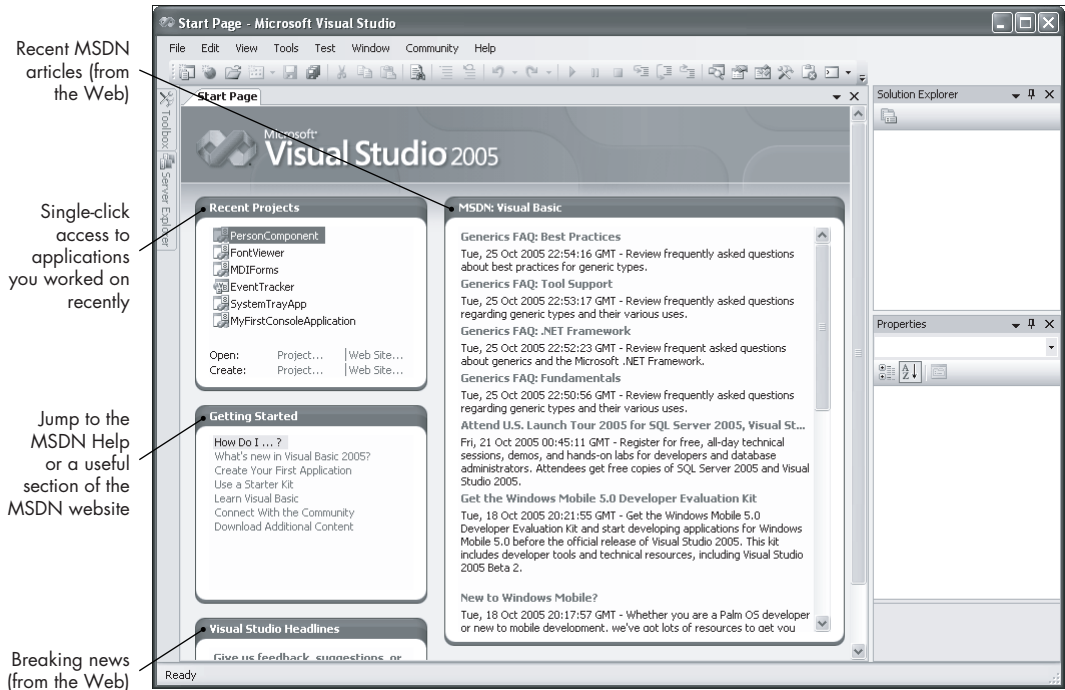 Start Page - Microsoft Visual Studio
File Edit View Tools Test Window Community Help
Recent MSDN
articles (from
the Web)
Start Page
Solution Explorer
Toolbox
Server Explorer
Microsoft
Visual Studio 2005
Single-click
access to
applications
you worked on
recently
Recent Projects
PersonComponent
FontViewer
MDIForms
EventTracker
SystemTrayApp
MyFirstConsoleApplication
Open: Project... Web Site...
Create: Project... Web Site...
Jump to the
MSDN Help
or a useful
section of the
MSDN website
Getting Started
How Do I ... ?
What's new in Visual Basic 2005?
Create Your First Application
Use a Starter Kit
Learn Visual Basic
Connect With the Community
Download Additional Content
Breaking news
(from the Web)
Visual Studio Headlines
Give us feedback, suggestions, or
MSDN: Visual Basic
Generics FAQ: Best Practices
Tue, 25 Oct 2005 22:54:16 GMT - Review frequently asked questions
about best practices for generic types.
Generics FAQ: Tool Support
Tue, 25 Oct 2005 22:53:17 GMT - Review frequently asked questions
regarding generic types and their various uses.
Generics FAQ: .NET Framework
Tue, 25 Oct 2005 22:52:23 GMT - Review frequent asked questions
about generics and the Microsoft .NET Framework.
Generics FAQ: Fundamentals
Tue, 25 Oct 2005 22:50:56 GMT - Review frequently asked questions
regarding generic types and their various uses.
Attend U.S. Launch Tour 2005 for SQL Server 2005, Visual St...
Fri, 21 Oct 2005 00:45:11 GMT - Register for free, all-day technical
sessions, demos, and hands-on labs for developers and database
administrators. Attendees get free copies of SQL Server 2005 and Visual
Studio 2005.
Get the Windows Mobile 5.0 Developer Evaluation Kit
Tue, 18 Oct 2005 20:21:55 GMT - Get the Windows Mobile 5.0
Developer Evaluation Kit and start developing applications for Windows
Mobile 5.0 before the official release of Visual Studio 2005. This kit
includes developer tools and technical resources, including Visual Studio
2005 Beta 2.
New to Windows Mobile?
Tue, 18 Oct 2005 20:17:57 GMT - Whether you are a Palm OS developer
or new to mobile development, we've got lots of resources to get you
Properties
Ready